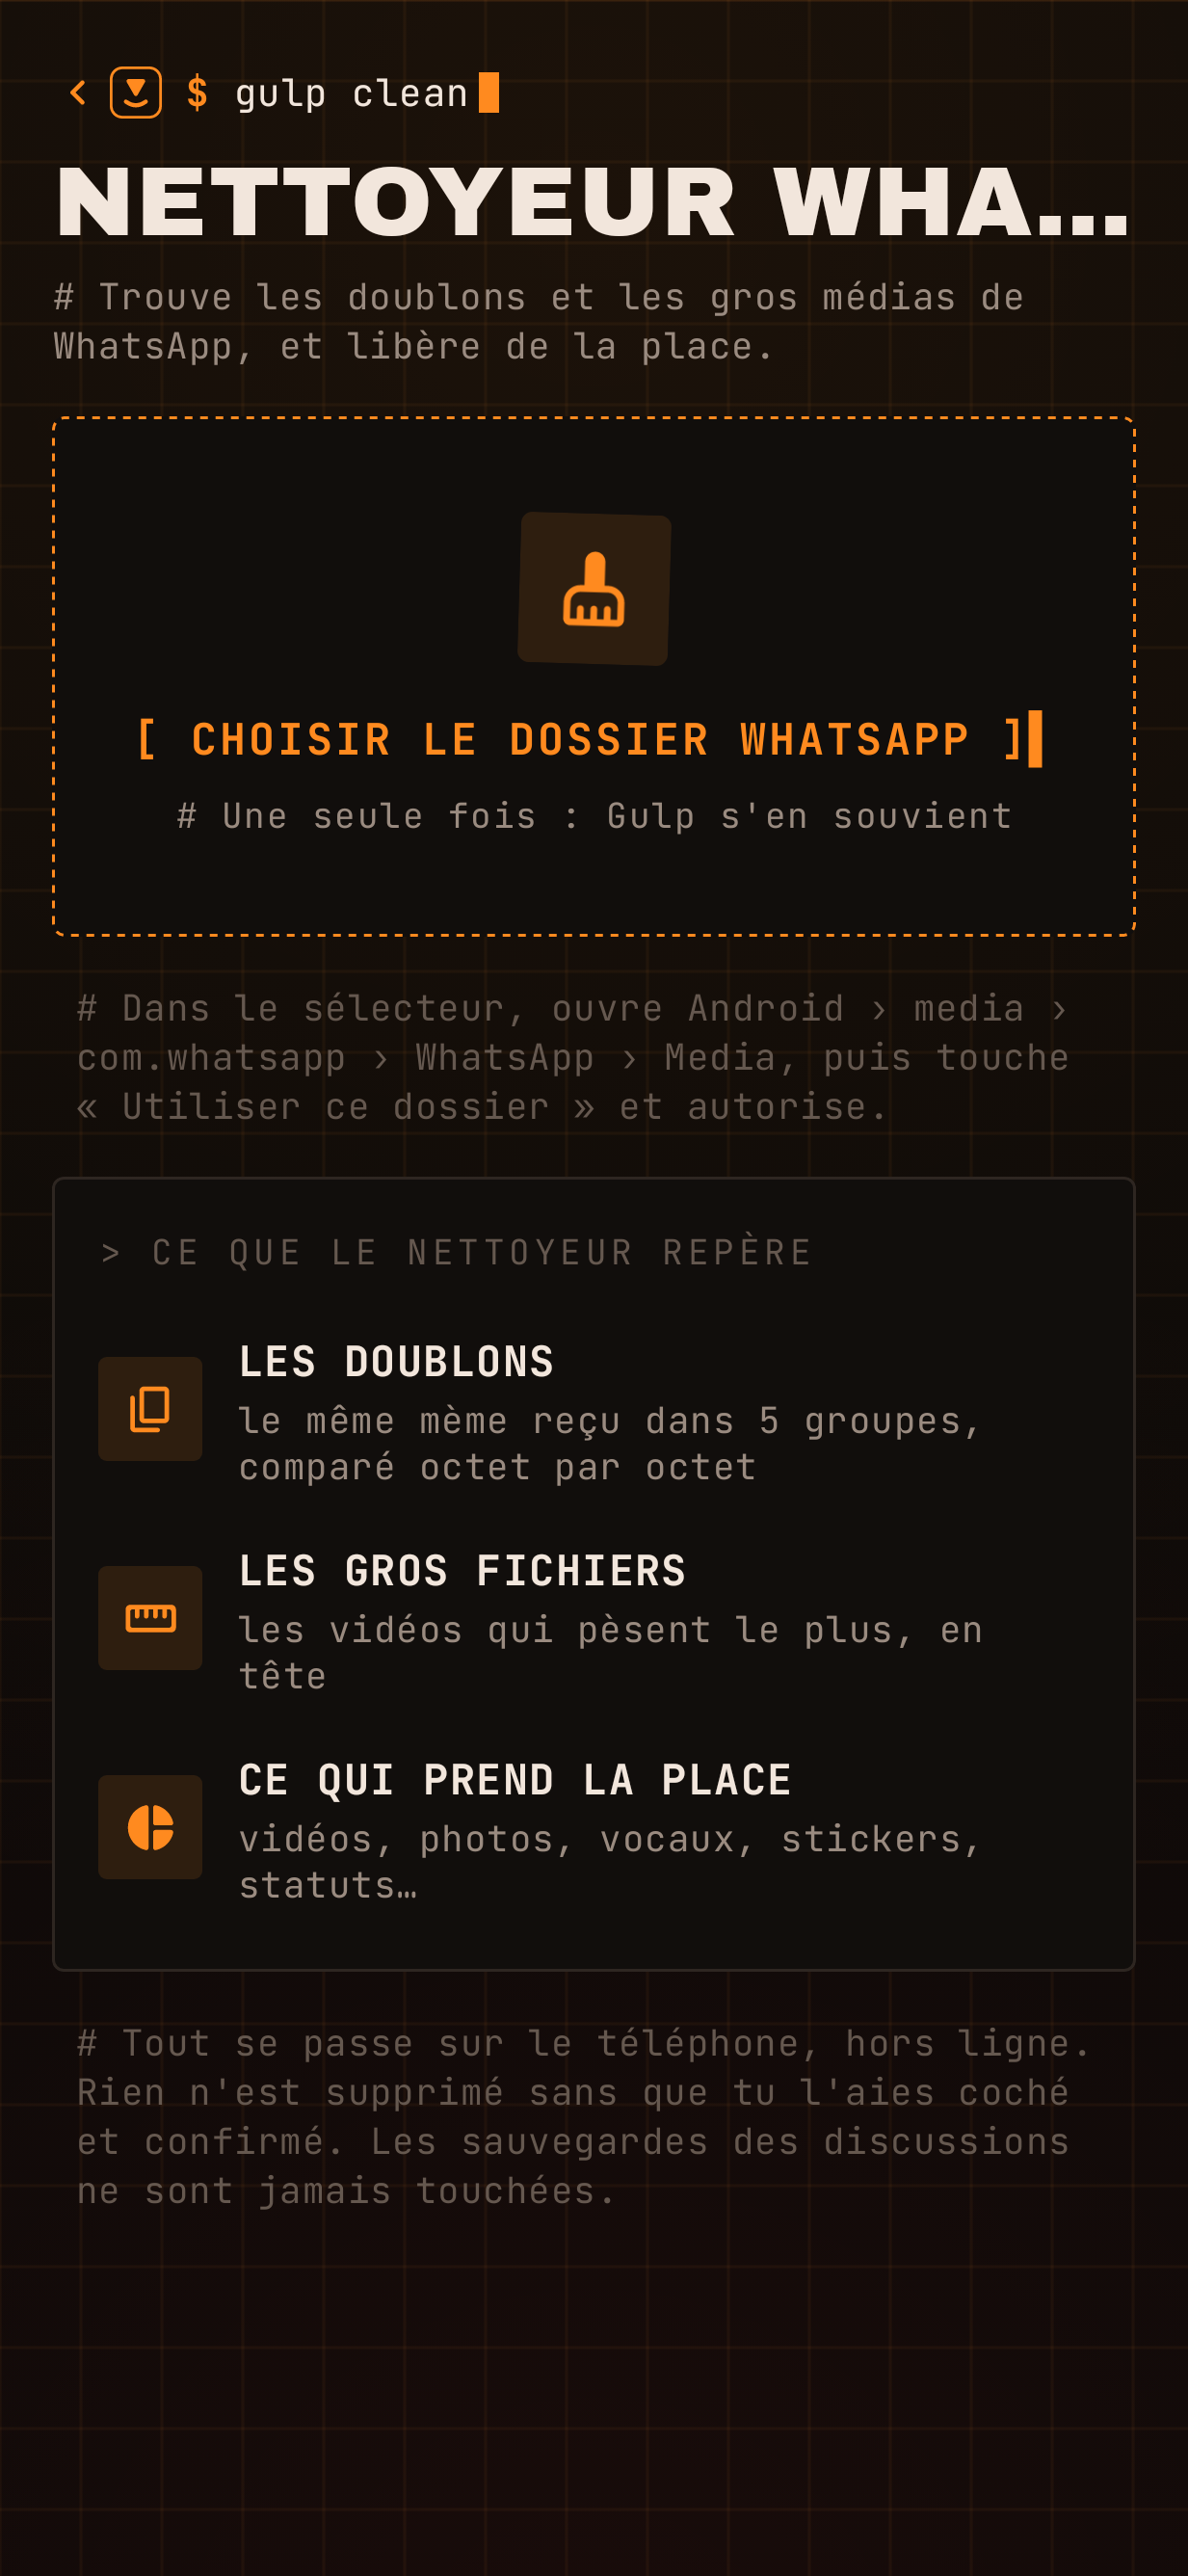 $ gulp clean
NETTOYEUR WHA...
# Trouve les doublons et les gros médias de
WhatsApp, et libère de la place.
[ CHOISIR LE DOSSIER WHATSAPP ]
# Une seule fois : Gulp s'en souvient
# Dans le sélecteur, ouvre Android › media ›
com.whatsapp › WhatsApp › Media, puis touche
« Utiliser ce dossier » et autorise.
> CE QUE LE NETTOYEUR REPÈRE
LES DOUBLONS
le même mème reçu dans 5 groupes,
comparé octet par octet
LES GROS FICHIERS
les vidéos qui pèsent le plus, en
tête
CE QUI PREND LA PLACE
vidéos, photos, vocaux, stickers,
statuts…
# Tout se passe sur le téléphone, hors ligne.
Rien n'est supprimé sans que tu l'aies coché
et confirmé. Les sauvegardes des discussions
ne sont jamais touchées.